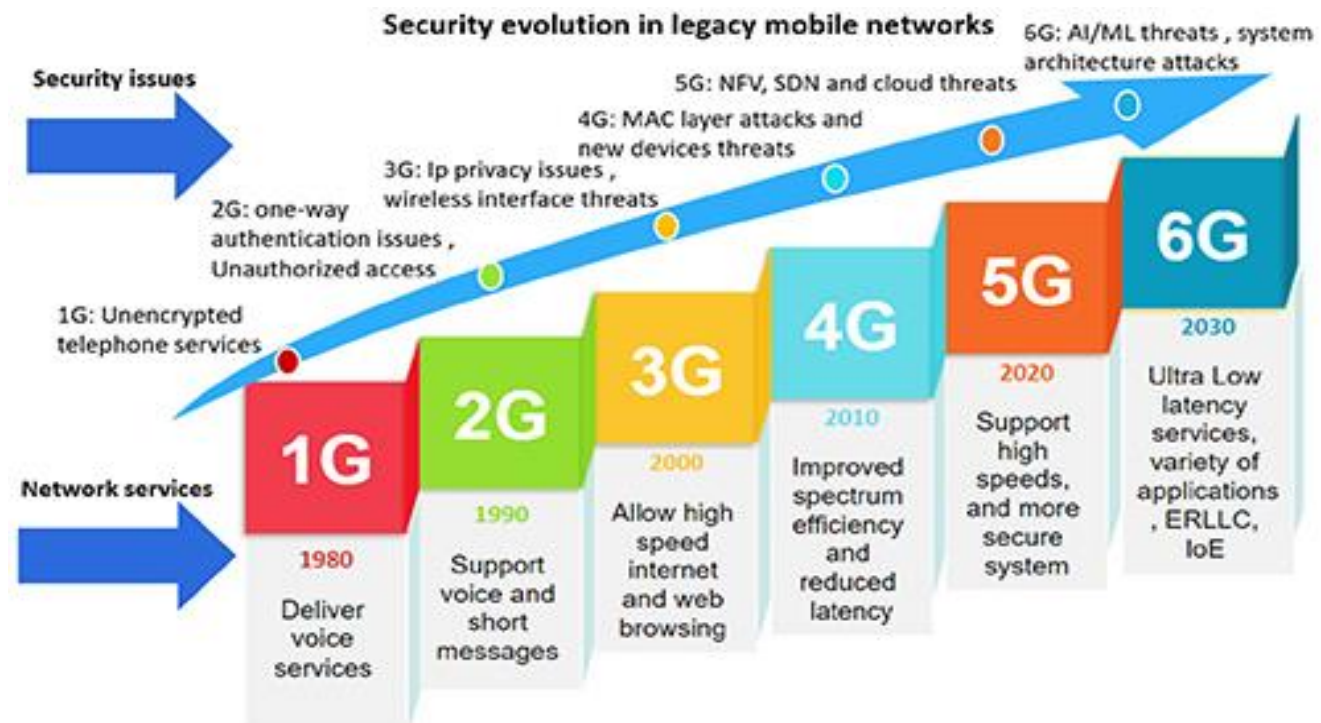 Security evolution in legacy mobile networks
Security issues
6G: AI/ML threats , system
architecture attacks
5G: NFV, SDN and cloud threats
4G: MAC layer attacks and
new devices threats
3G: Ip privacy issues ,
wireless interface threats
2G: one-way
authentication issues ,
Unauthorized access
1G: Unencrypted
telephone services
Network services
1G
1980
Deliver
voice
services
2G
1990
Support
voice and
short
messages
3G
2000
Allow high
speed
internet
and web
browsing
4G
2010
Improved
spectrum
efficiency
and
reduced
latency
5G
2020
Support
high
speeds,
and more
secure
system
6G
2030
Ultra Low
latency
services,
variety of
applications
, ERLLC,
IoE